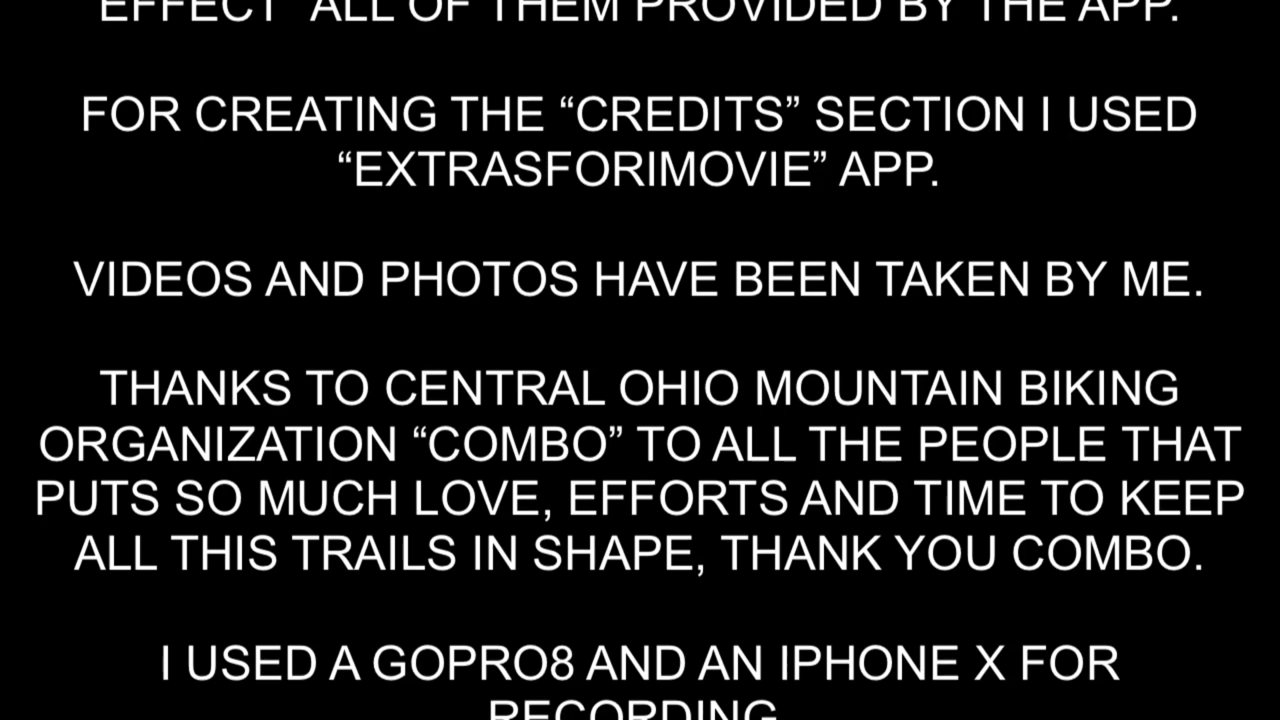 EFFECT” ALL OF THEM PROVIDED BY THE APP.
FOR CREATING THE “CREDITS” SECTION I USED
“EXTRASFORIMOVIE” APP.
VIDEOS AND PHOTOS HAVE BEEN TAKEN BY ME.
THANKS TO CENTRAL OHIO MOUNTAIN BIKING
ORGANIZATION “COMBO” TO ALL THE PEOPLE THAT
PUTS SO MUCH LOVE, EFFORTS AND TIME TO KEEP
ALL THIS TRAILS IN SHAPE, THANK YOU COMBO.
I USED A GOPRO8 AND AN IPHONE X FOR
RECORDING